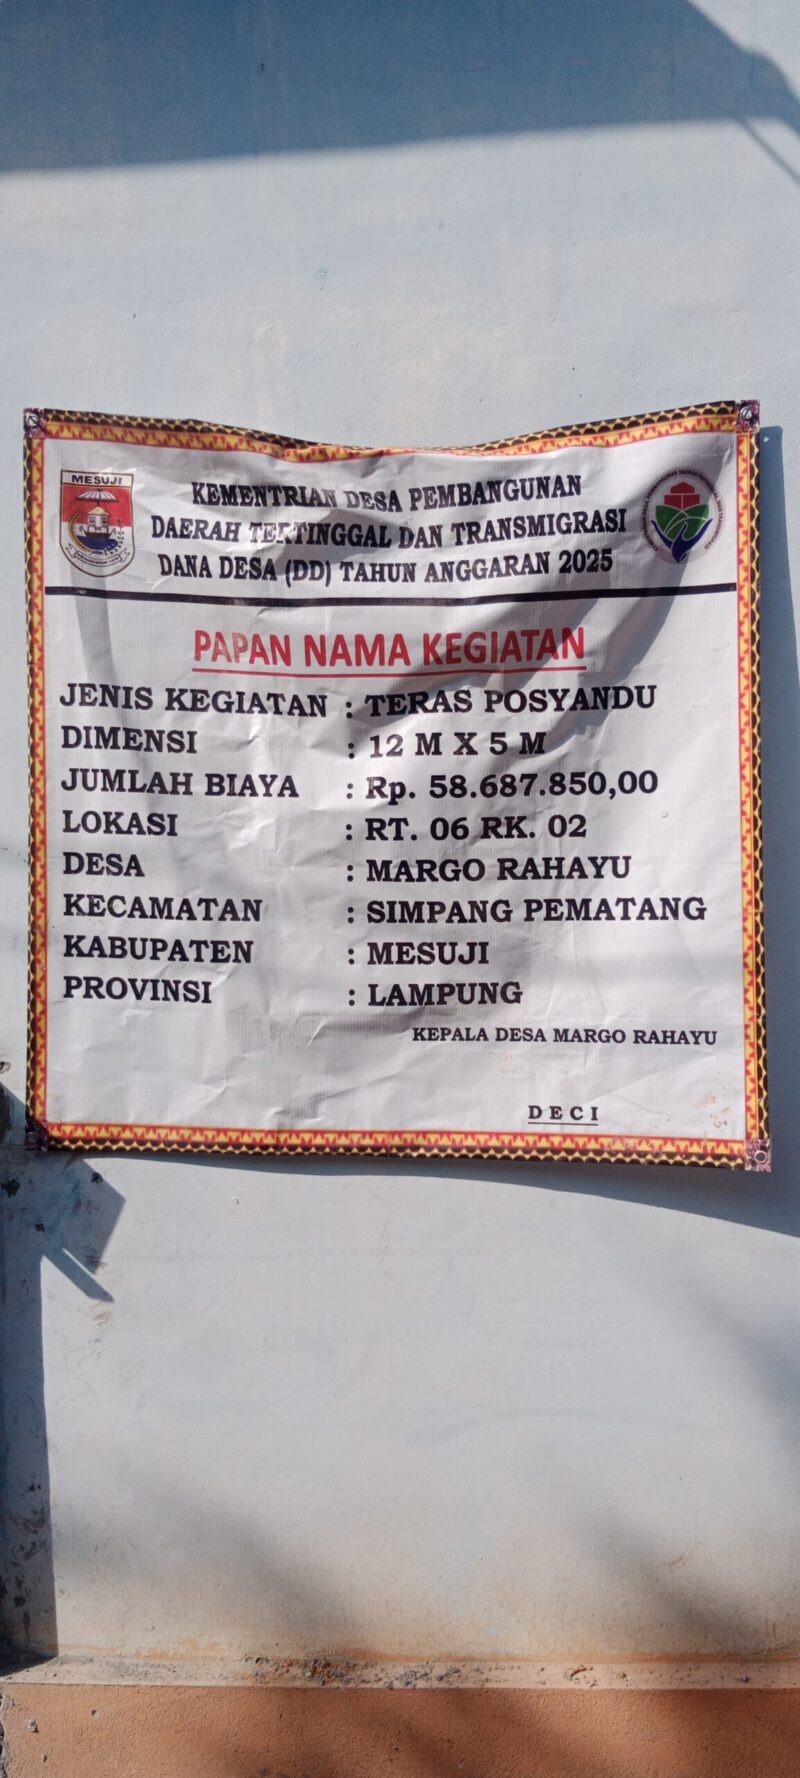 MESUJI
KEMENTRIAN DESA PEMBANGUNAN
DAERAH TERTINGGAL DAN TRANSMIGRASI
DANA DESA (DD) TAHUN ANGGARAN 2025
PAPAN NAMA KEGIATAN
JENIS KEGIATAN : TERAS POSYANDU
DIMENSI : 12 M X 5 M
JUMLAH BIAYA : Rp. 58.687.850,00
LOKASI : RT. 06 RK. 02
DESA : MARGO RAHAYU
KECAMATAN : SIMPANG PEMATANG
KABUPATEN : MESUJI
PROVINSI : LAMPUNG
KEPALA DESA MARGO RAHAYU
DECI